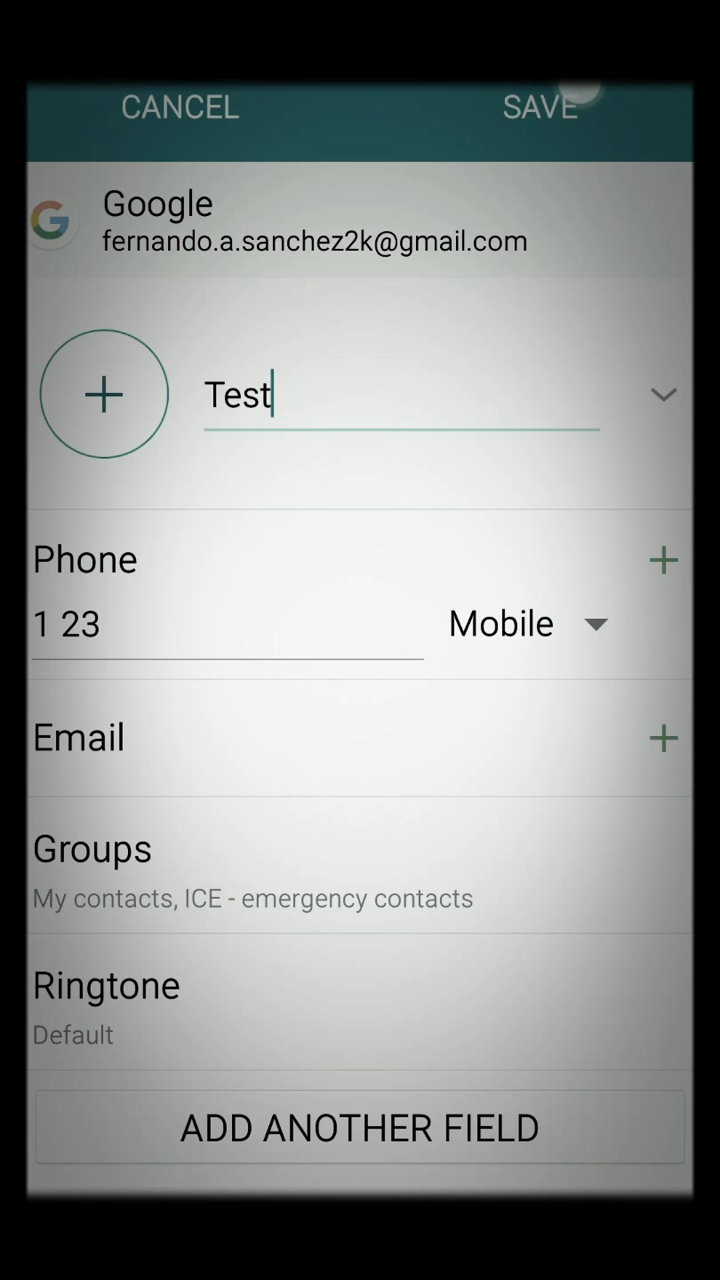 CANCEL SAVE
Google
fernando.a.sanchez2k@gmail.com
Test
Phone
1 23 Mobile
Email
Groups
My contacts, ICE - emergency contacts
Ringtone
Default
ADD ANOTHER FIELD